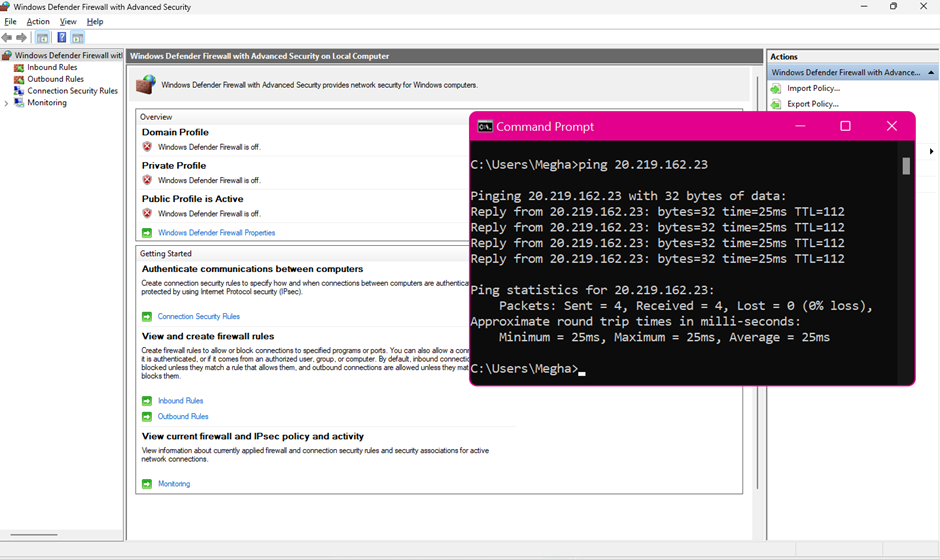 Windows Defender Firewall with Advanced Security
File Action View Help
Windows Defender Firewall witl
Inbound Rules
Outbound Rules
Connection Security Rules
Monitoring
Windows Defender Firewall with Advanced Security on Local Computer
Windows Defender Firewall with Advanced Security provides network security for Windows computers.
Overview
Domain Profile
Windows Defender Firewall is off.
Private Profile
Windows Defender Firewall is off.
Public Profile is Active
Windows Defender Firewall is off.
Windows Defender Firewall Properties
Getting Started
Authenticate communications between computers
Create connection security rules to specify how and when connections between computers are authentica
protected by using Internet Protocol security (IPsec).
Connection Security Rules
View and create firewall rules
Create firewall rules to allow or block connections to specified programs or ports. You can also allow a conn
it is authenticated, or if it comes from an authorized user, group, or computer. By default, inbound connectio
blocked unless they match a rule that allows them, and outbound connections are allowed unless they mat
blocks them.
Inbound Rules
Outbound Rules
View current firewall and IPsec policy and activity
View information about currently applied firewall and connection security rules and security associations for active
network connections.
Monitoring
Actions
Windows Defender Firewall with Advance...
Import Policy...
Export Policy...
Command Prompt
C:\Users\Megha>ping 20.219.162.23
Pinging 20.219.162.23 with 32 bytes of data:
Reply from 20.219.162.23: bytes=32 time=25ms TTL=112
Reply from 20.219.162.23: bytes=32 time=25ms TTL=112
Reply from 20.219.162.23: bytes=32 time=25ms TTL=112
Reply from 20.219.162.23: bytes=32 time=25ms TTL=112
Ping statistics for 20.219.162.23:
Packets: Sent = 4, Received = 4, Lost = 0 (0% loss),
Approximate round trip times in milli-seconds:
Minimum = 25ms, Maximum = 25ms, Average = 25ms
C:\Users\Megha>